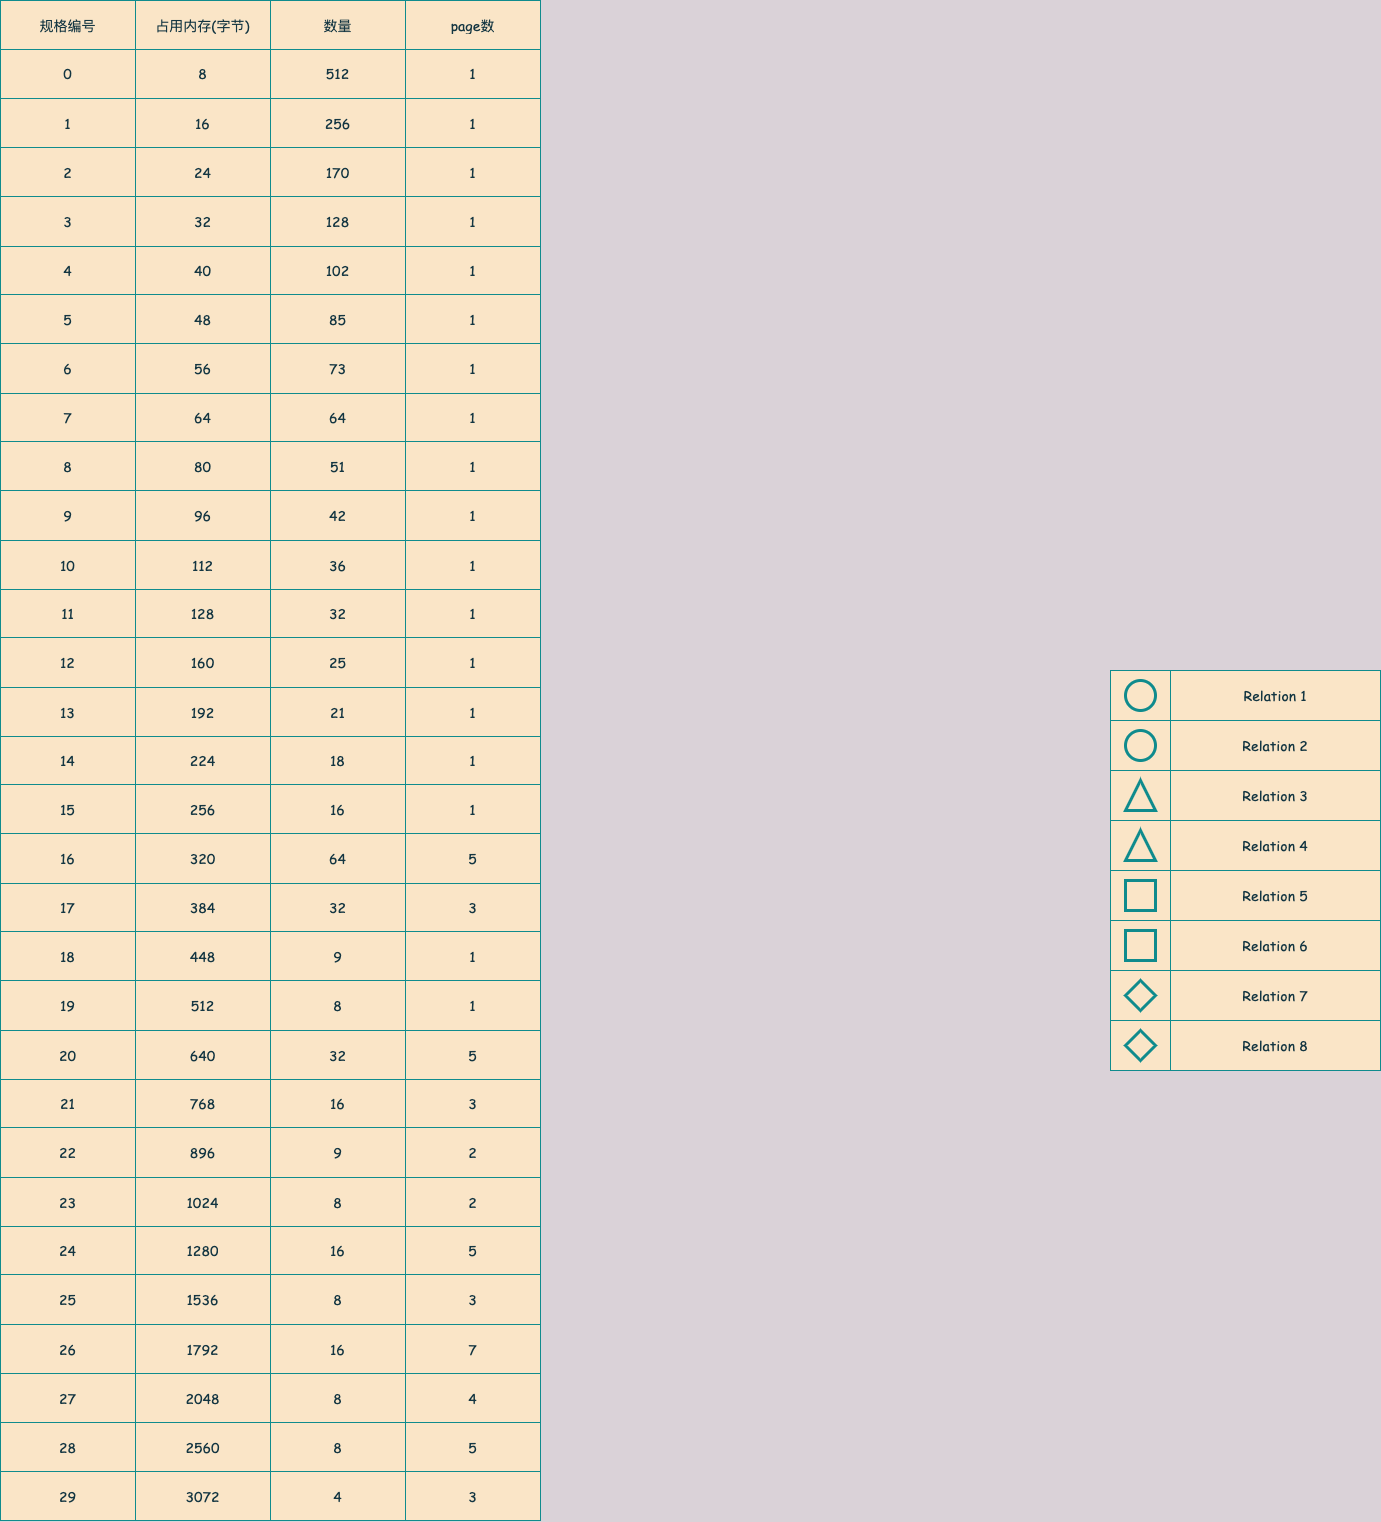 规格编号 占用内存(字节) 数量 page数
0 8 512 1
1 16 256 1
2 24 170 1
3 32 128 1
4 40 102 1
5 48 85 1
6 56 73 1
7 64 64 1
8 80 51 1
9 96 42 1
10 112 36 1
11 128 32 1
12 160 25 1
13 192 21 1
14 224 18 1
15 256 16 1
16 320 64 5
17 384 32 3
18 448 9 1
19 512 8 1
20 640 32 5
21 768 16 3
22 896 9 2
23 1024 8 2
24 1280 16 5
25 1536 8 3
26 1792 16 7
27 2048 8 4
28 2560 8 5
29 3072 4 3
Relation 1
Relation 2
Relation 3
Relation 4
Relation 5
Relation 6
Relation 7
Relation 8